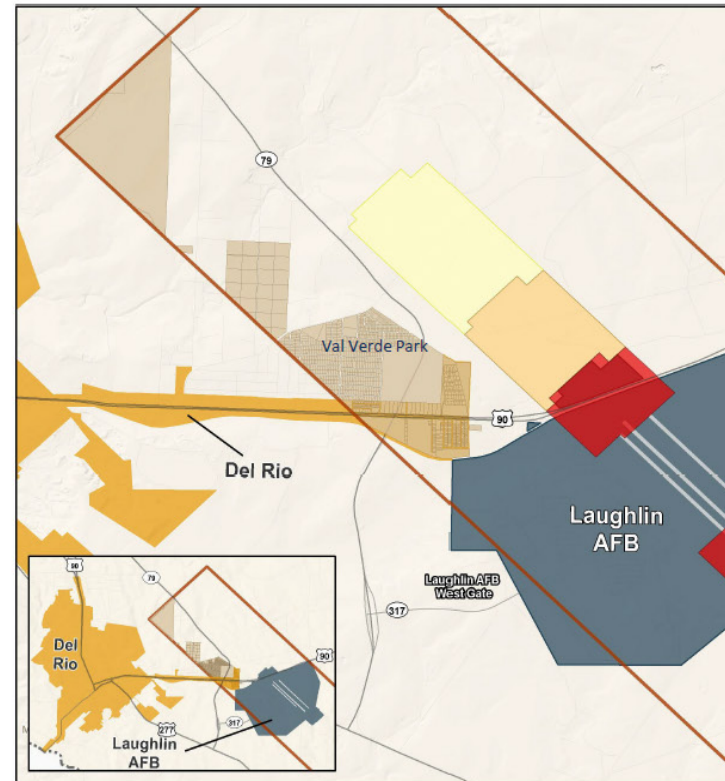 79
Val Verde Park
90
Del Rio
Laughlin
AFB
Laughlin AFB
West Gate
317
90
79
Del
Rio
90
317
277
Laughlin
AFB